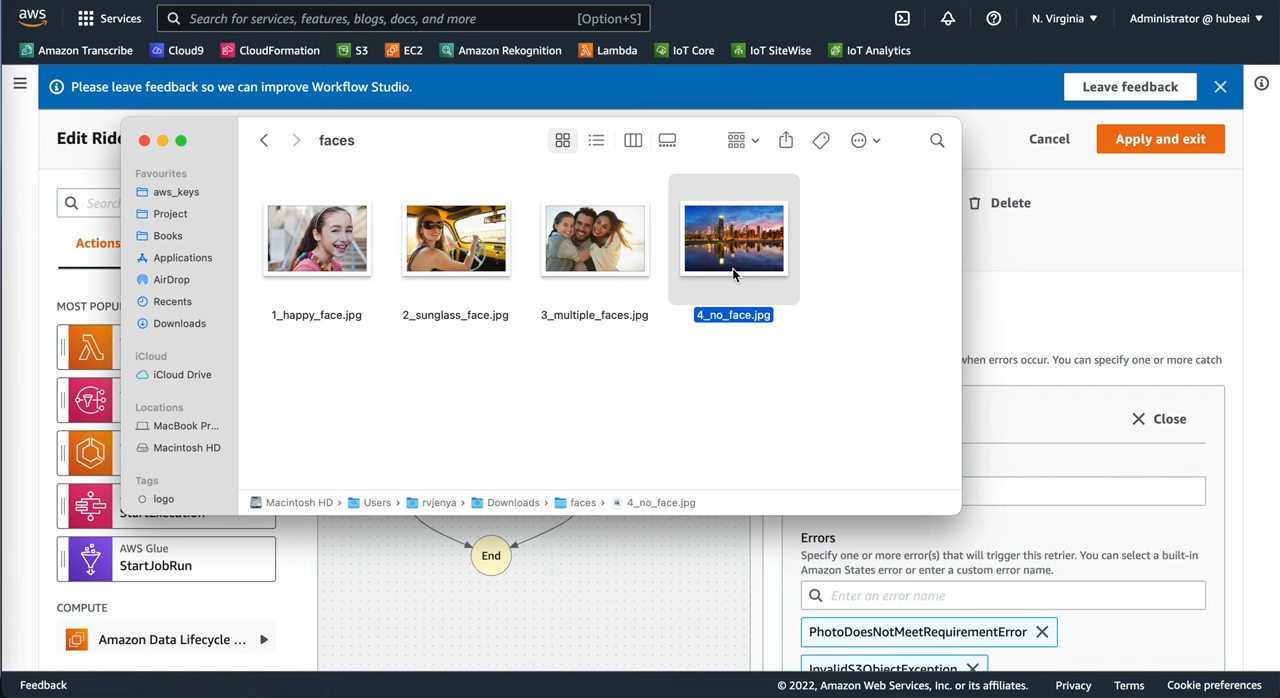 aws
Services
Search for services, features, blogs, docs, and more
[Option+S]
N. Virginia ▼
Administrator @ hubeai ▼
Amazon Transcribe
Cloud9
CloudFormation
S3
EC2
Amazon Rekognition
Lambda
IoT Core
IoT SiteWise
IoT Analytics
Please leave feedback so we can improve Workflow Studio.
Leave feedback
Edit Ride
Cancel
Apply and exit
Search
Actions
Delete
MOST POPU
faces
Favourites
aws_keys
Project
Books
Applications
AirDrop
Recents
Downloads
iCloud
iCloud Drive
Locations
MacBook Pr...
Macintosh HD
Tags
logo
1_happy_face.jpg
2_sunglass_face.jpg
3_multiple_faces.jpg
4_no_face.jpg
Macintosh HD › Users › rvjenya › Downloads › faces › 4_no_face.jpg
when errors occur. You can specify one or more catch
Close
StartExecution
AWS Glue
StartJobRun
COMPUTE
Amazon Data Lifecycle ...
End
Errors
Specify one or more error(s) that will trigger this retrier. You can select a built-in
Amazon States error or enter a custom error name.
Enter an error name
PhotoDoesNotMeetRequirementError
InvalidS3ObjectException
Feedback
© 2022, Amazon Web Services, Inc. or its affiliates.
Privacy
Terms
Cookie preferences